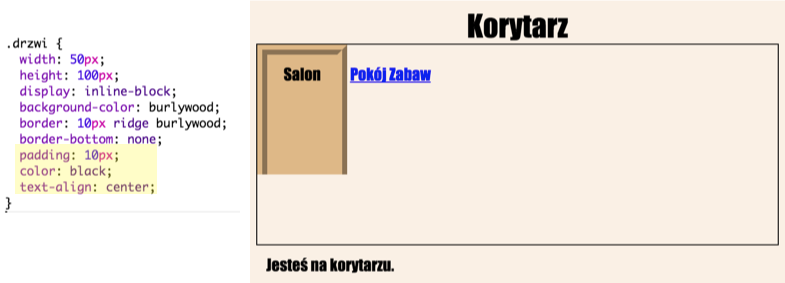 .drzwi {
width: 50px;
height: 100px;
display: inline-block;
background-color: burlywood;
border: 10px ridge burlywood;
border-bottom: none;
padding: 10px;
color: black;
text-align: center;
}
Korytarz
Salon Pokój Zabaw
Jesteś na korytarzu.